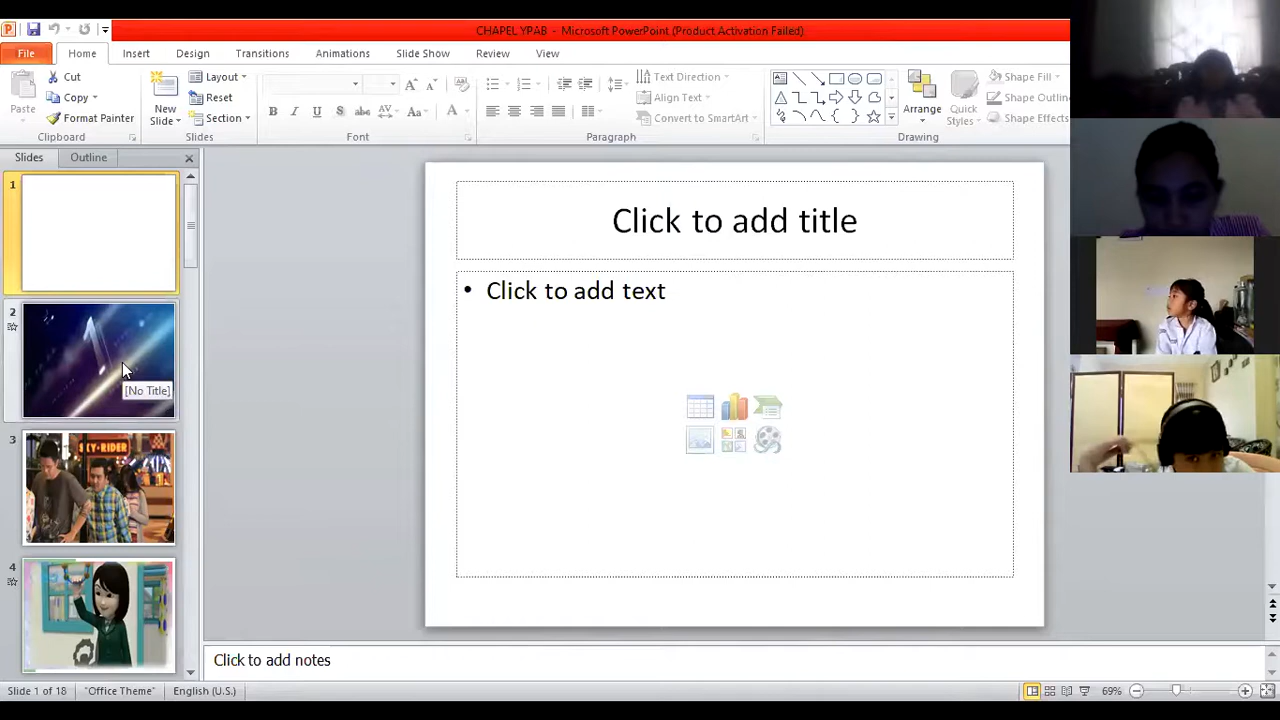 CHAPEL YPAB - Microsoft PowerPoint (Product Activation Failed)
File Home Insert Design Transitions Animations Slide Show Review View
Paste
Cut
Copy
Format Painter
Clipboard
New
Slide
Layout
Reset
Section
Slides
B U S AV Aa A
Font
Text Direction
Align Text
Convert to SmartArt
Paragraph
Arrange
Quick
Styles
Shape Fill
Shape Outline
Shape Effects
Drawing
Slides Outline
1
2
[No Title]
3
SKY-RIDER
4
Click to add title
• Click to add text
Click to add notes
Slide 1 of 18 "Office Theme" English (U.S.) 69%